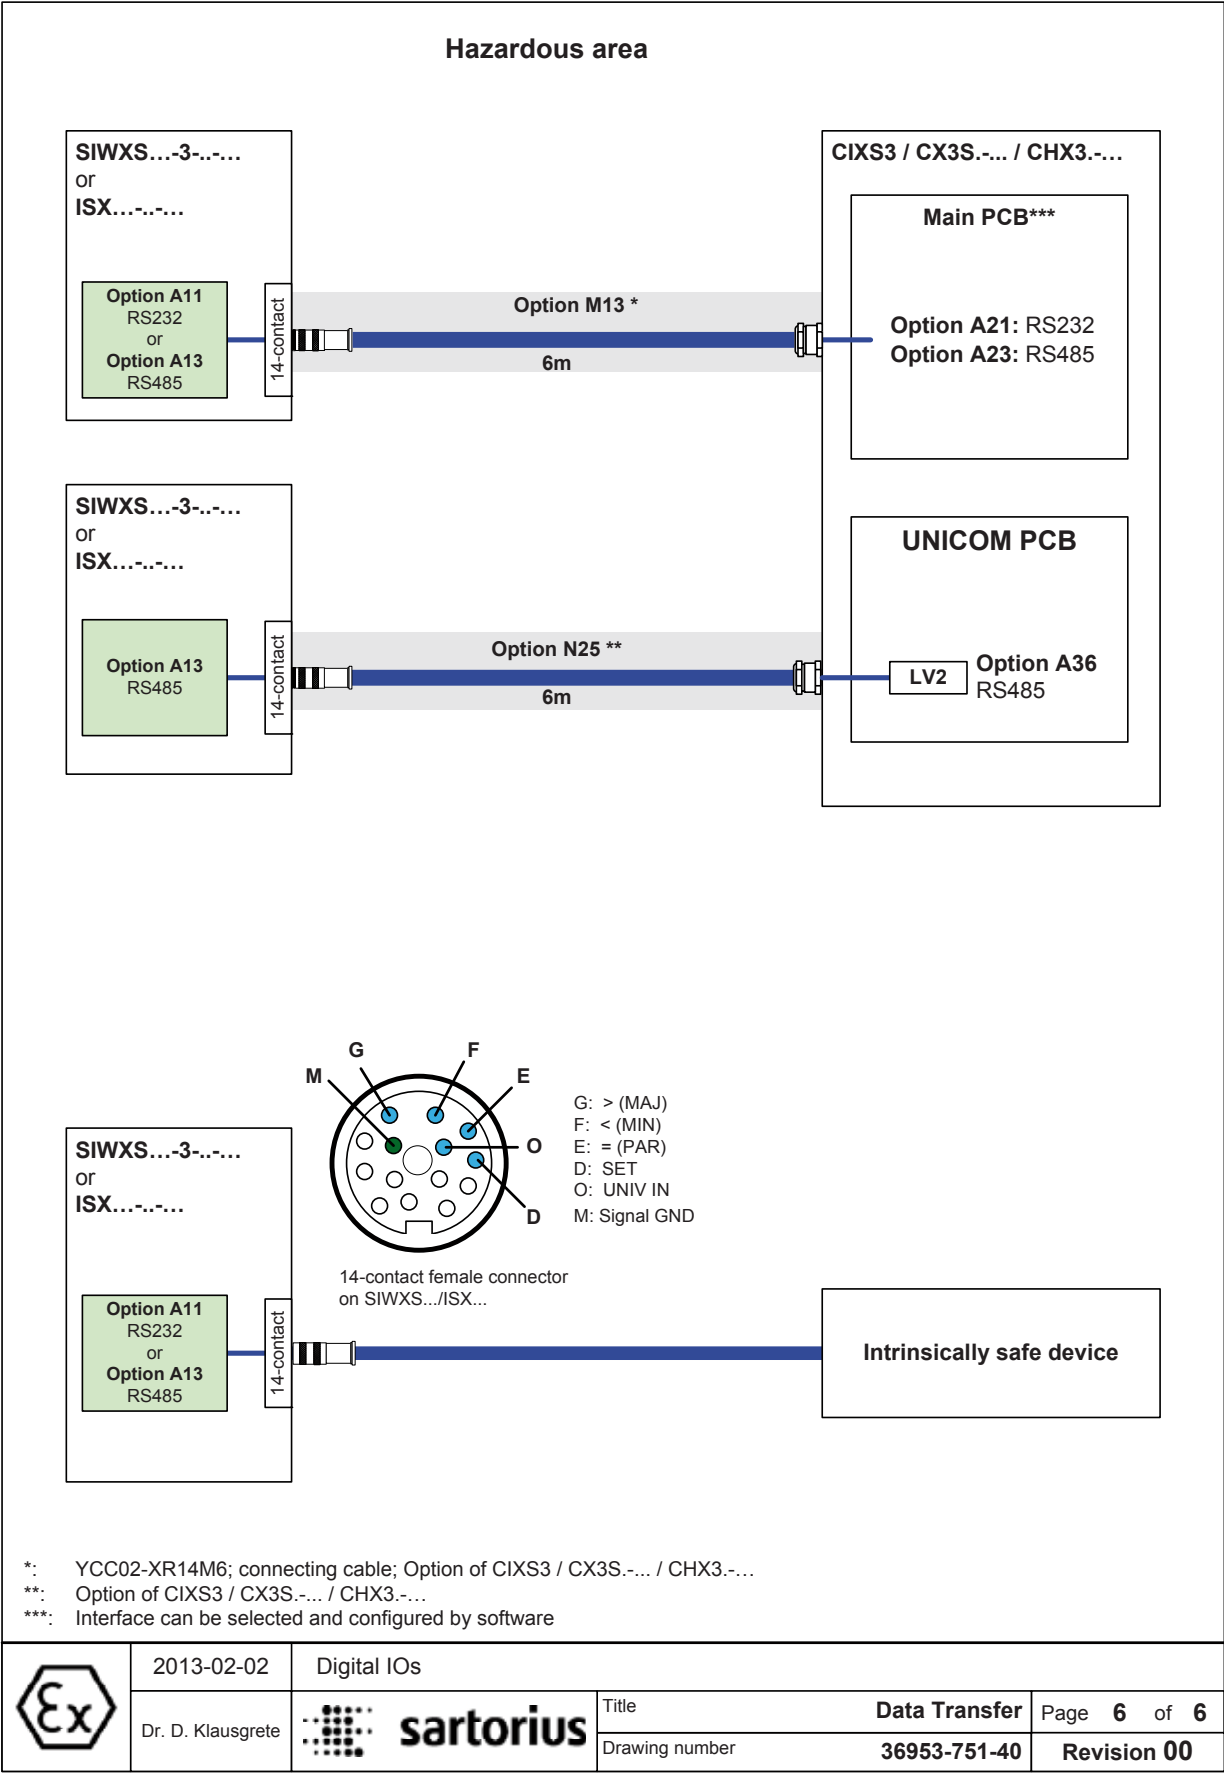 Hazardous area
SIWXS…-3-..-…
or
ISX…-..-…
Option A11
RS232
or
Option A13
RS485
14-contact
Option M13 *
6m
CIXS3 / CX3S.-... / CHX3.-…
Main PCB***
Option A21: RS232
Option A23: RS485
SIWXS…-3-..-…
or
ISX…-..-…
Option A13
RS485
14-contact
Option N25 **
6m
UNICOM PCB
LV2
Option A36
RS485
G
F
M
E
O
D
G: > (MAJ)
F: < (MIN)
E: = (PAR)
D: SET
O: UNIV IN
M: Signal GND
14-contact female connector
on SIWXS.../ISX...
SIWXS…-3-..-…
or
ISX…-..-…
Option A11
RS232
or
Option A13
RS485
14-contact
Intrinsically safe device
*: YCC02-XR14M6; connecting cable; Option of CIXS3 / CX3S.-... / CHX3.-…
**: Option of CIXS3 / CX3S.-... / CHX3.-…
***: Interface can be selected and configured by software
Ex
2013-02-02
Digital IOs
Dr. D. Klausgrete
sartorius
Title
Data Transfer
Page 6 of 6
Drawing number
36953-751-40
Revision 00